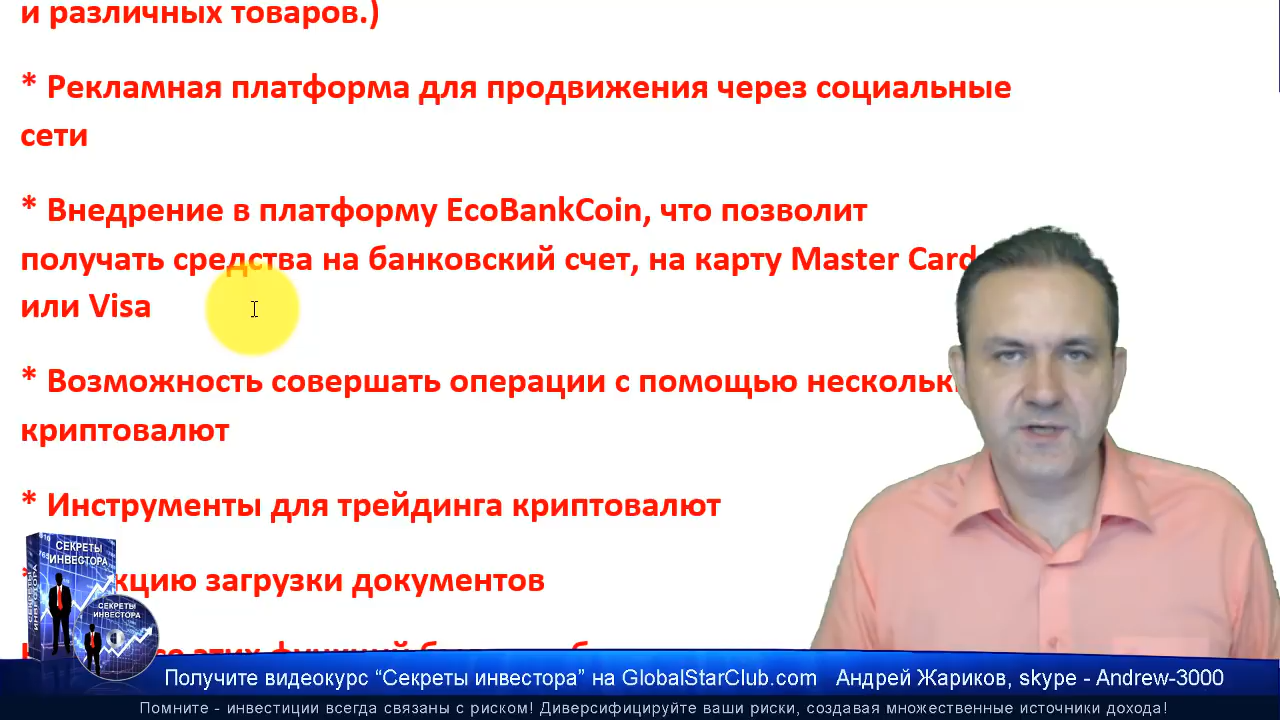 и различных товаров.)
* Рекламная платформа для продвижения через социальные
сети
* Внедрение в платформу EcoBankCoin, что позволит
получать средства на банковский счет, на карту Master Card
или Visa
* Возможность совершать операции с помощью
криптовалют
* Инструменты для трейдинга криптовалют
загрузки документов
этих функций
СЕКРЕТЫ
ИНВЕСТОРА
СЕКРЕТЫ
ИНВЕСТОРА
Получите видеокурс “Секреты инвестора” на GlobalStarClub.com Андрей Жариков, skype - Andrew-3000
Помните - инвестиции всегда связаны с риском! Диверсифицируйте ваши риски, создавая множественные источники дохода!